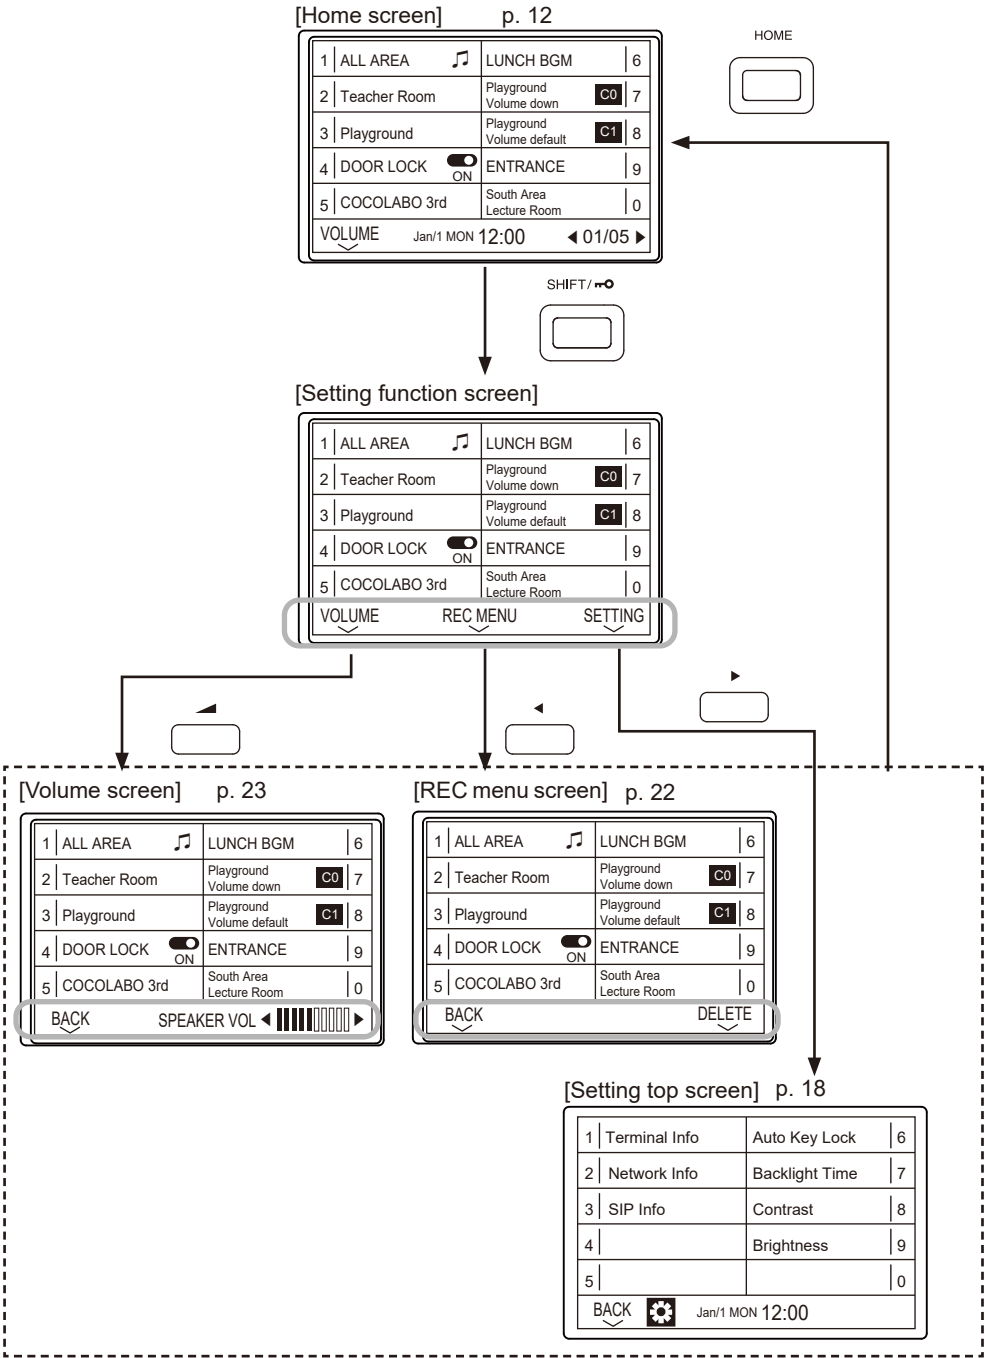 [Home screen] p. 12
HOME
1 ALL AREA LUNCH BGM 6
2 Teacher Room Playground Volume down C0 7
3 Playground Playground Volume default C1 8
4 DOOR LOCK ON ENTRANCE 9
5 COCOLABO 3rd South Area Lecture Room 0
VOLUME Jan/1 MON 12:00 ◀ 01/05 ▶
SHIFT/
[Setting function screen]
1 ALL AREA LUNCH BGM 6
2 Teacher Room Playground Volume down C0 7
3 Playground Playground Volume default C1 8
4 DOOR LOCK ON ENTRANCE 9
5 COCOLABO 3rd South Area Lecture Room 0
VOLUME REC MENU SETTING
[Volume screen] p. 23
1 ALL AREA LUNCH BGM 6
2 Teacher Room Playground Volume down C0 7
3 Playground Playground Volume default C1 8
4 DOOR LOCK ON ENTRANCE 9
5 COCOLABO 3rd South Area Lecture Room 0
BACK SPEAKER VOL ◀ ▶
[REC menu screen] p. 22
1 ALL AREA LUNCH BGM 6
2 Teacher Room Playground Volume down C0 7
3 Playground Playground Volume default C1 8
4 DOOR LOCK ON ENTRANCE 9
5 COCOLABO 3rd South Area Lecture Room 0
BACK DELETE
[Setting top screen] p. 18
1 Terminal Info Auto Key Lock 6
2 Network Info Backlight Time 7
3 SIP Info Contrast 8
4 Brightness 9
5 0
BACK Jan/1 MON 12:00